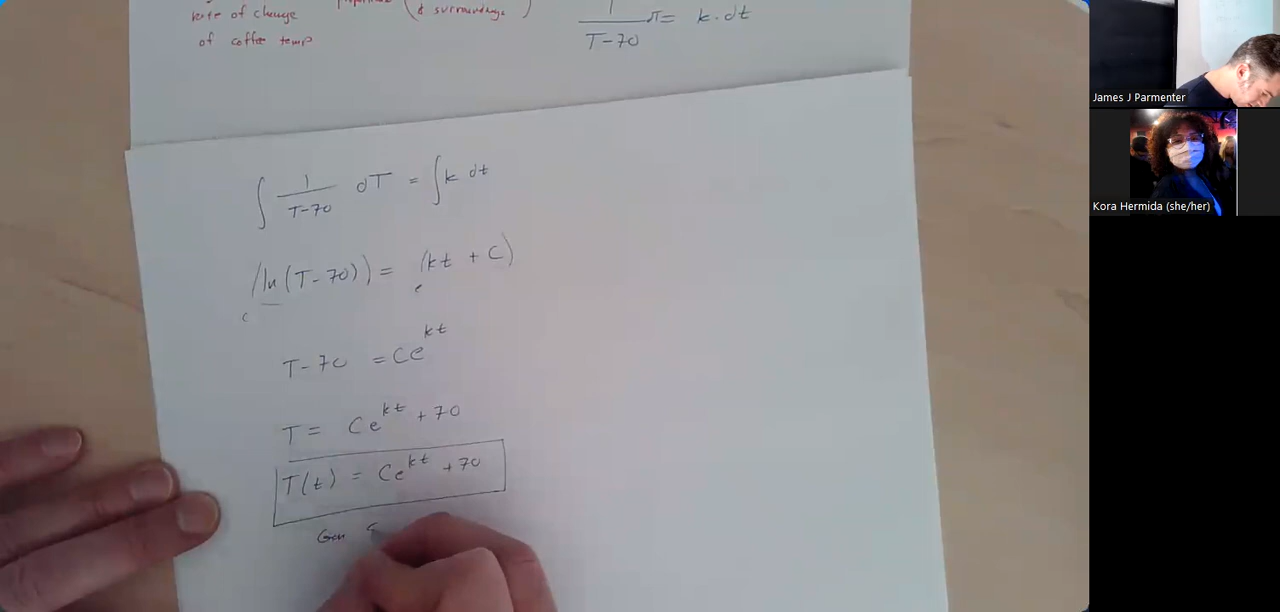 rate of change
of coffee temp
& surroundings
1
T-70
= k. dt
∫ 1/(T-70) dT = ∫k dt
(ln(T-70)) = (kt + C)
e e
T-70 = Ce^kt
T = Ce^kt + 70
T(t) = Ce^kt + 70
Gen S
James J Parmenter
Kora Hermida (she/her)